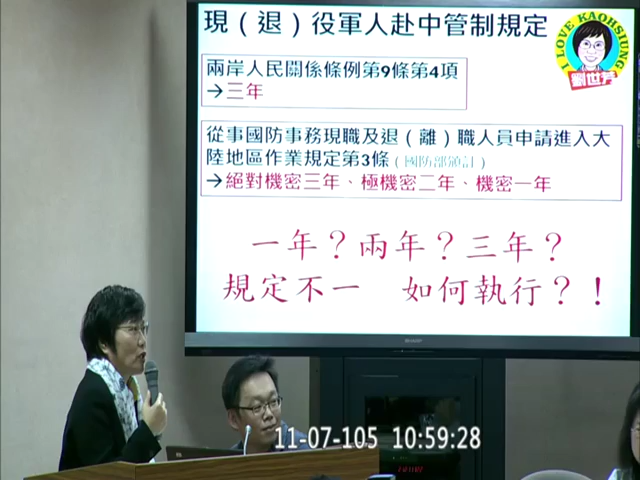 現（退）役軍人赴中管制規定
I LOVE KAOHSIUNG
劉世芳
兩岸人民關係條例第9條第4項
→三年
從事國防事務現職及退（離）職人員申請進入大
陸地區作業規定第3條（國防部頒訂）
→絕對機密三年、極機密二年、機密一年
一年？兩年？三年？
規定不一 如何執行？！
SHARP
11-07-105 10:59:28